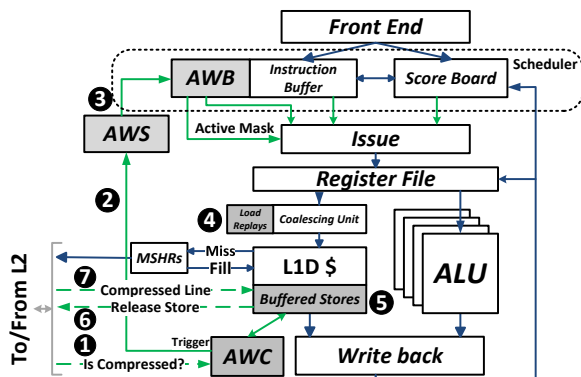 Front End
Scheduler
AWB
Instruction
Buffer
Score Board
3
AWS
Active Mask
Issue
2
Register File
4
Load
Replays
Coalescing Unit
MSHRs
Miss
Fill
L1D $
ALU
7
Compressed Line
Buffered Stores
5
Release Store
6
To/From L2
1
Trigger
Is Compressed?
AWC
Write back